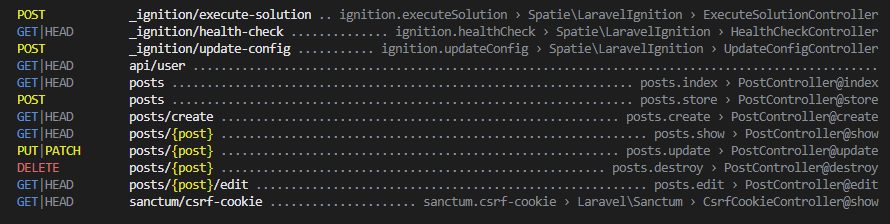 POST _ignition/execute-solution .. ignition.executeSolution › Spatie\LaravelIgnition › ExecuteSolutionController
GET|HEAD _ignition/health-check .............. ignition.healthCheck › Spatie\LaravelIgnition › HealthCheckController
POST _ignition/update-config .............. ignition.updateConfig › Spatie\LaravelIgnition › UpdateConfigController
GET|HEAD api/user ....................................................................................................
GET|HEAD posts ................................................................... posts.index › PostController@index
POST posts ................................................................... posts.store › PostController@store
GET|HEAD posts/create .......................................................... posts.create › PostController@create
GET|HEAD posts/{post} .............................................................. posts.show › PostController@show
PUT|PATCH posts/{post} .......................................................... posts.update › PostController@update
DELETE posts/{post} ........................................................ posts.destroy › PostController@destroy
GET|HEAD posts/{post}/edit ......................................................... posts.edit › PostController@edit
GET|HEAD sanctum/csrf-cookie ...................... sanctum.csrf-cookie › Laravel\Sanctum › CsrfCookieController@show